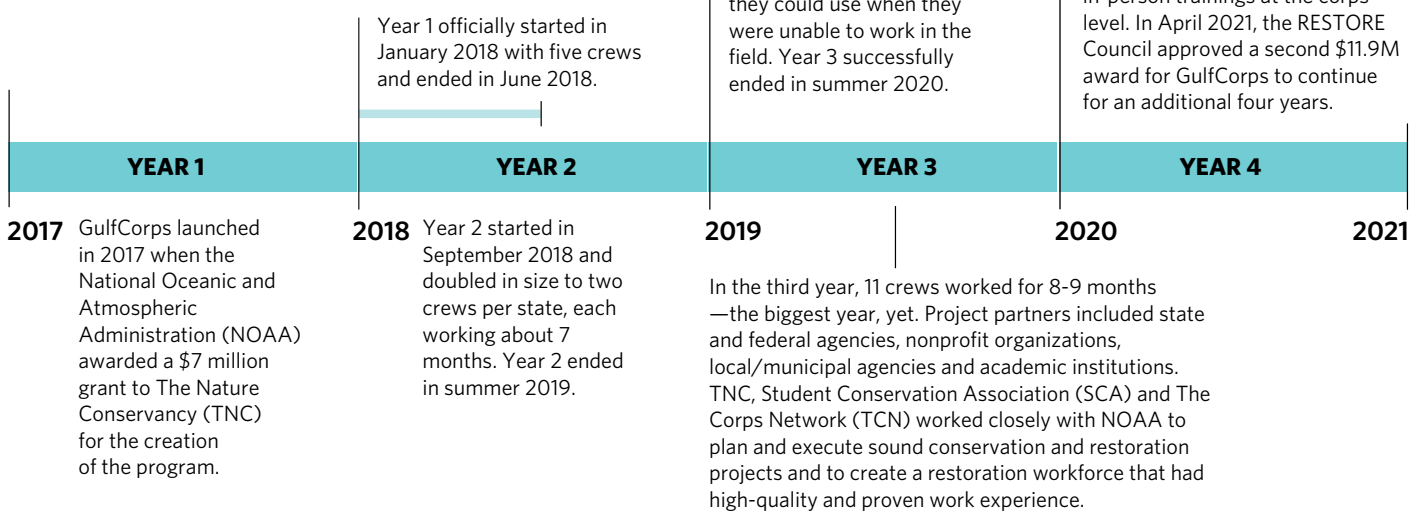 Year 1 officially started in
January 2018 with five crews
and ended in June 2018.
they could use when they
were unable to work in the
field. Year 3 successfully
ended in summer 2020.
in-person trainings at the corps
level. In April 2021, the RESTORE
Council approved a second $11.9M
award for GulfCorps to continue
for an additional four years.
YEAR 1
YEAR 2
YEAR 3
YEAR 4
2017
GulfCorps launched
in 2017 when the
National Oceanic and
Atmospheric
Administration (NOAA)
awarded a $7 million
grant to The Nature
Conservancy (TNC)
for the creation
of the program.
2018
Year 2 started in
September 2018 and
doubled in size to two
crews per state, each
working about 7
months. Year 2 ended
in summer 2019.
2019
2020
2021
In the third year, 11 crews worked for 8-9 months
—the biggest year, yet. Project partners included state
and federal agencies, nonprofit organizations,
local/municipal agencies and academic institutions.
TNC, Student Conservation Association (SCA) and The
Corps Network (TCN) worked closely with NOAA to
plan and execute sound conservation and restoration
projects and to create a restoration workforce that had
high-quality and proven work experience.